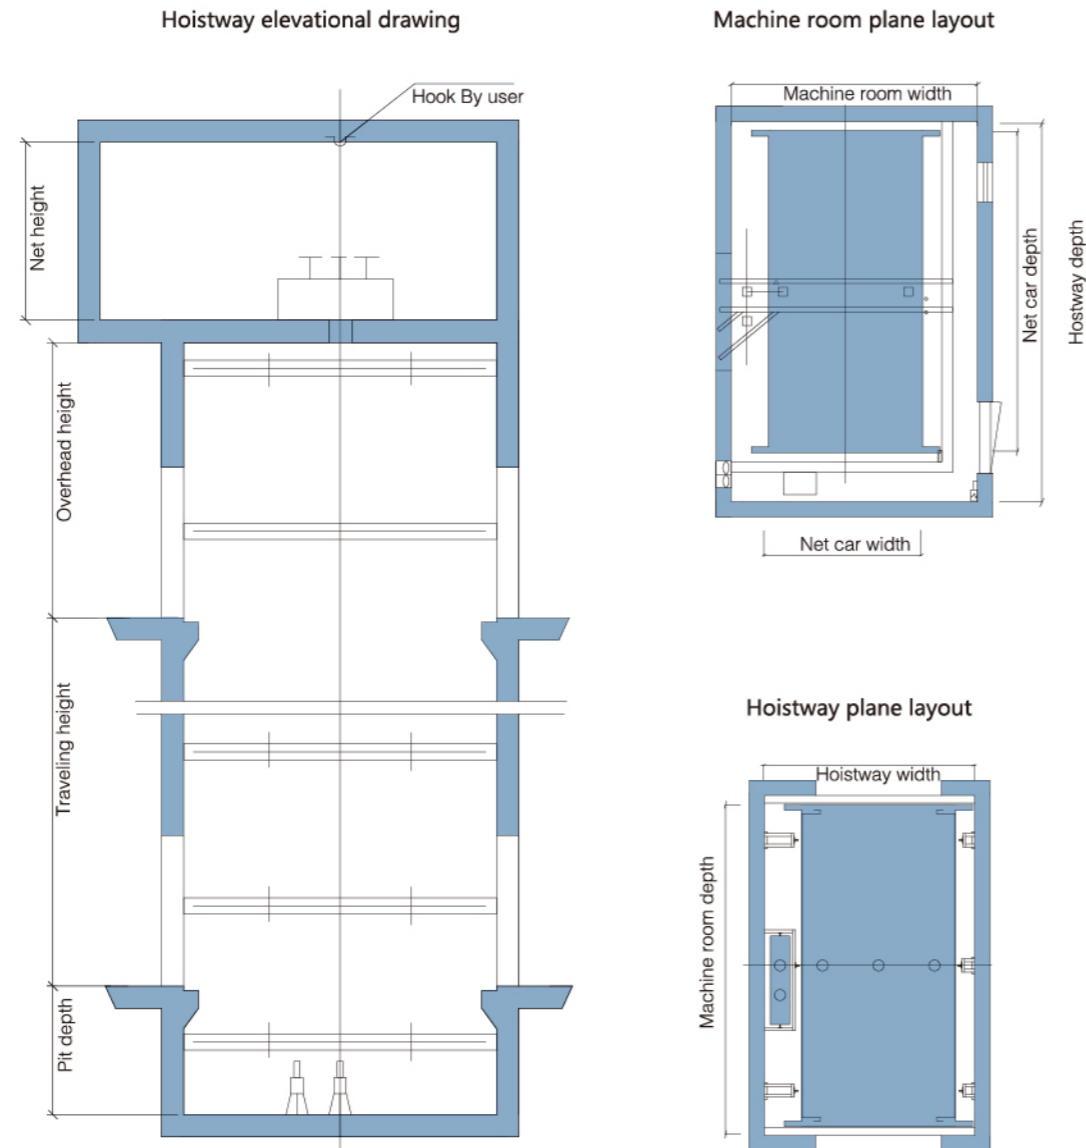 Hoistway elevational drawing
Hook By user
Net height
Overhead height
Traveling height
Pit depth
Machine room plane layout
Machine room width
Net car depth
Hostway depth
Net car width
Hoistway plane layout
Hoistway width
Machine room depth